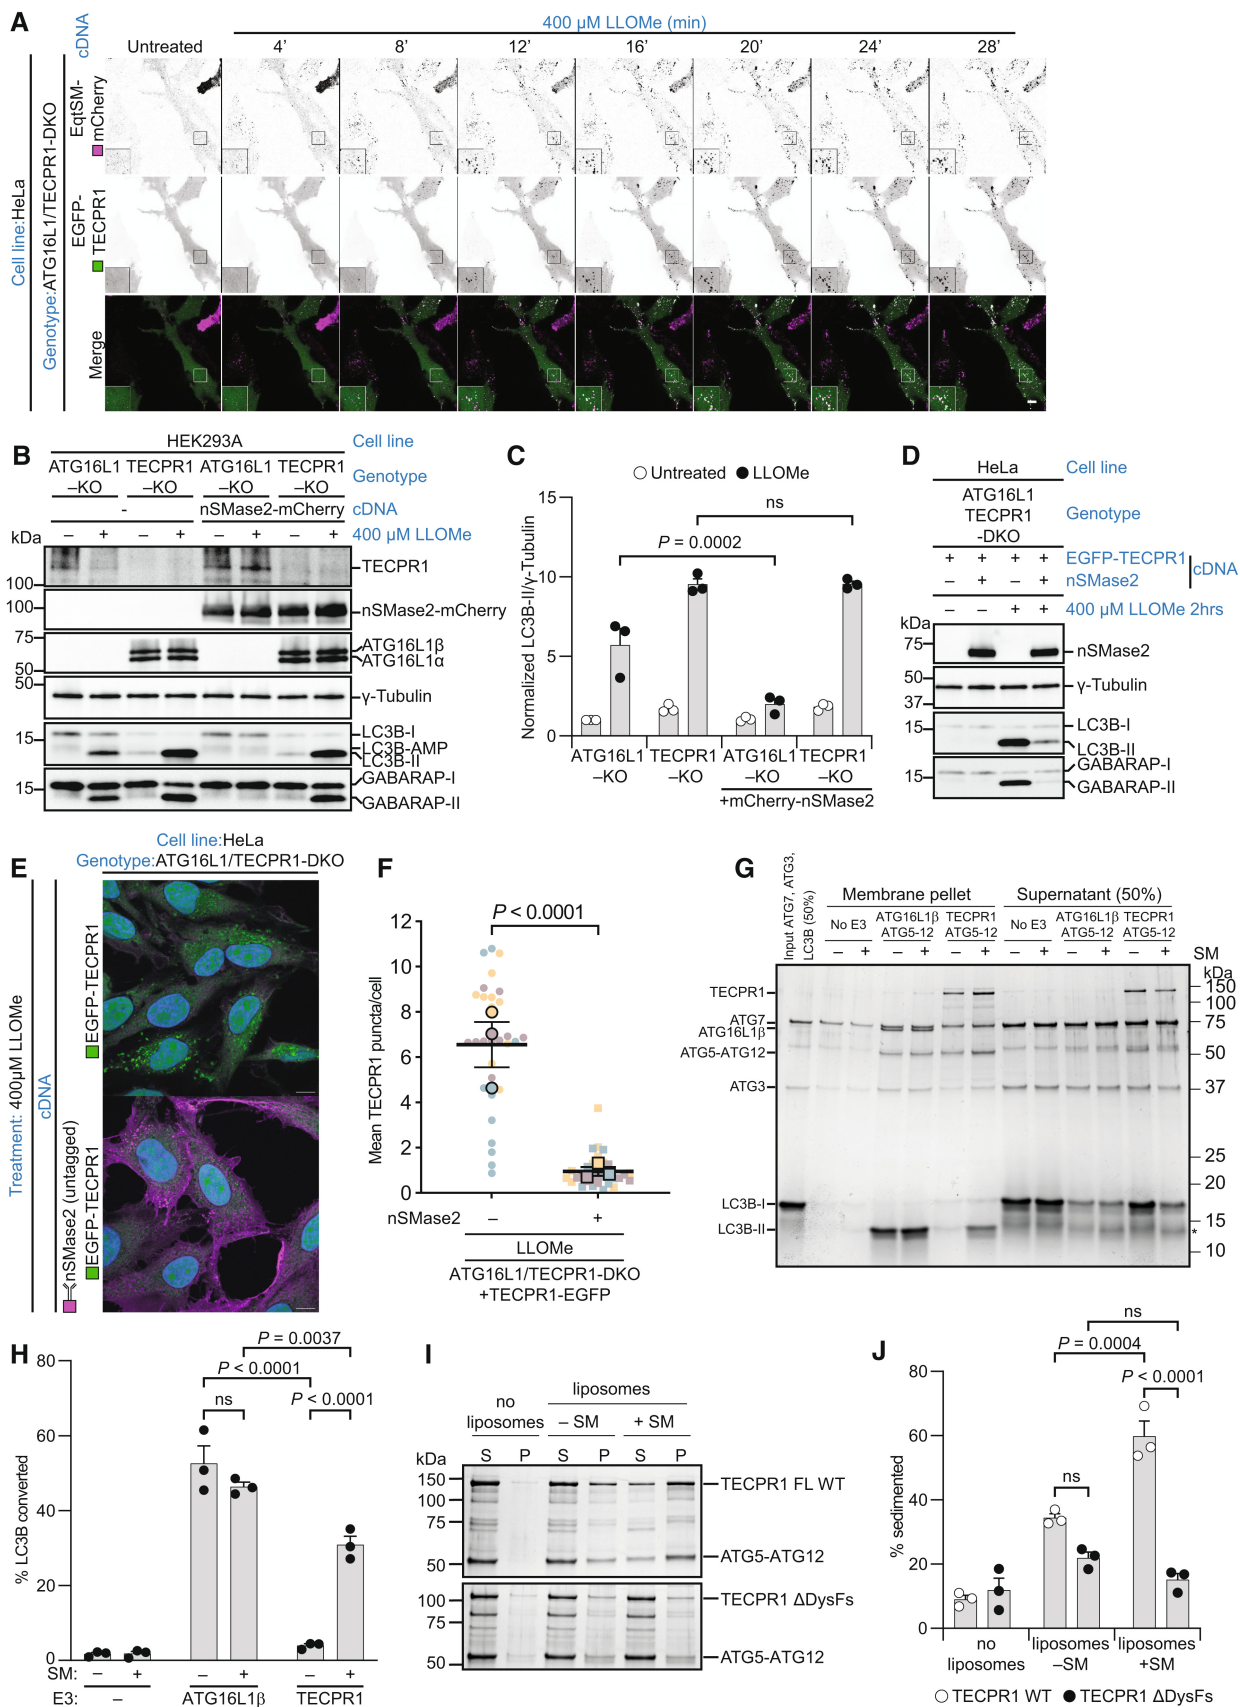 A
cDNA
400 µM LLOMe (min)
Untreated
4'
8'
12'
16'
20'
24'
28'
Cell line:HeLa
Genotype:ATG16L1/TECPR1-DKO
EqtSM-
mCherry
EGFP-
TECPR1
Merge
B
HEK293A
Cell line
ATG16L1 TECPR1 ATG16L1 TECPR1
–KO –KO –KO –KO
Genotype
- nSMase2-mCherry cDNA
– + – + – + – + 400 µM LLOMe
kDa
TECPR1
100
100
nSMase2-mCherry
75
ATG16L1β
ATG16L1α
50
50
γ-Tubulin
15
LC3B-I
LC3B-AMP
LC3B-II
15
GABARAP-I
GABARAP-II
C
Untreated LLOMe
15
10
5
0
Normalized LC3B-II/γ-Tubulin
ns
P = 0.0002
ATG16L1 TECPR1 ATG16L1 TECPR1
–KO –KO –KO –KO
+mCherry-nSMase2
D
HeLa
Cell line
ATG16L1
TECPR1
-DKO
Genotype
+ + + + EGFP-TECPR1
– + – + nSMase2
cDNA
– – + + 400 µM LLOMe 2hrs
kDa
75
nSMase2
50
γ-Tubulin
37
15
LC3B-I
LC3B-II
15
GABARAP-I
GABARAP-II
E
Cell line:HeLa
Genotype:ATG16L1/TECPR1-DKO
Treatment: 400µM LLOMe
cDNA
EGFP-TECPR1
nSMase2 (untagged)
EGFP-TECPR1
F
P < 0.0001
12
10
8
6
4
2
0
Mean TECPR1 puncta/cell
nSMase2 – +
LLOMe
ATG16L1/TECPR1-DKO
+TECPR1-EGFP
G
Input ATG7, ATG3,
LC3B (50%)
Membrane pellet
Supernatant (50%)
No E3
ATG16L1β
ATG5-12
TECPR1
ATG5-12
No E3
ATG16L1β
ATG5-12
TECPR1
ATG5-12
– + – + – + – + – + – + SM
kDa
TECPR1
ATG7
ATG16L1β
ATG5-ATG12
ATG3
LC3B-I
LC3B-II
150
100
75
50
37
25
20
15
*
10
H
P = 0.0037
P < 0.0001
ns
P < 0.0001
80
60
40
20
0
% LC3B converted
SM: – + – + – +
E3: – ATG16L1β TECPR1
I
liposomes
no
liposomes
– SM + SM
kDa S P S P S P
150
TECPR1 FL WT
100
75
50
ATG5-ATG12
100
TECPR1 ΔDysFs
75
50
ATG5-ATG12
J
ns
P = 0.0004
P < 0.0001
ns
80
60
40
20
0
% sedimented
no
liposomes
liposomes
–SM
liposomes
+SM
TECPR1 WT TECPR1 ΔDysFs